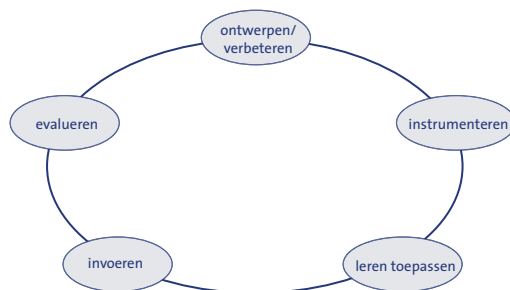 ontwerpen/
verbeteren
evalueren
instrumenteren
invoeren
leren toepassen